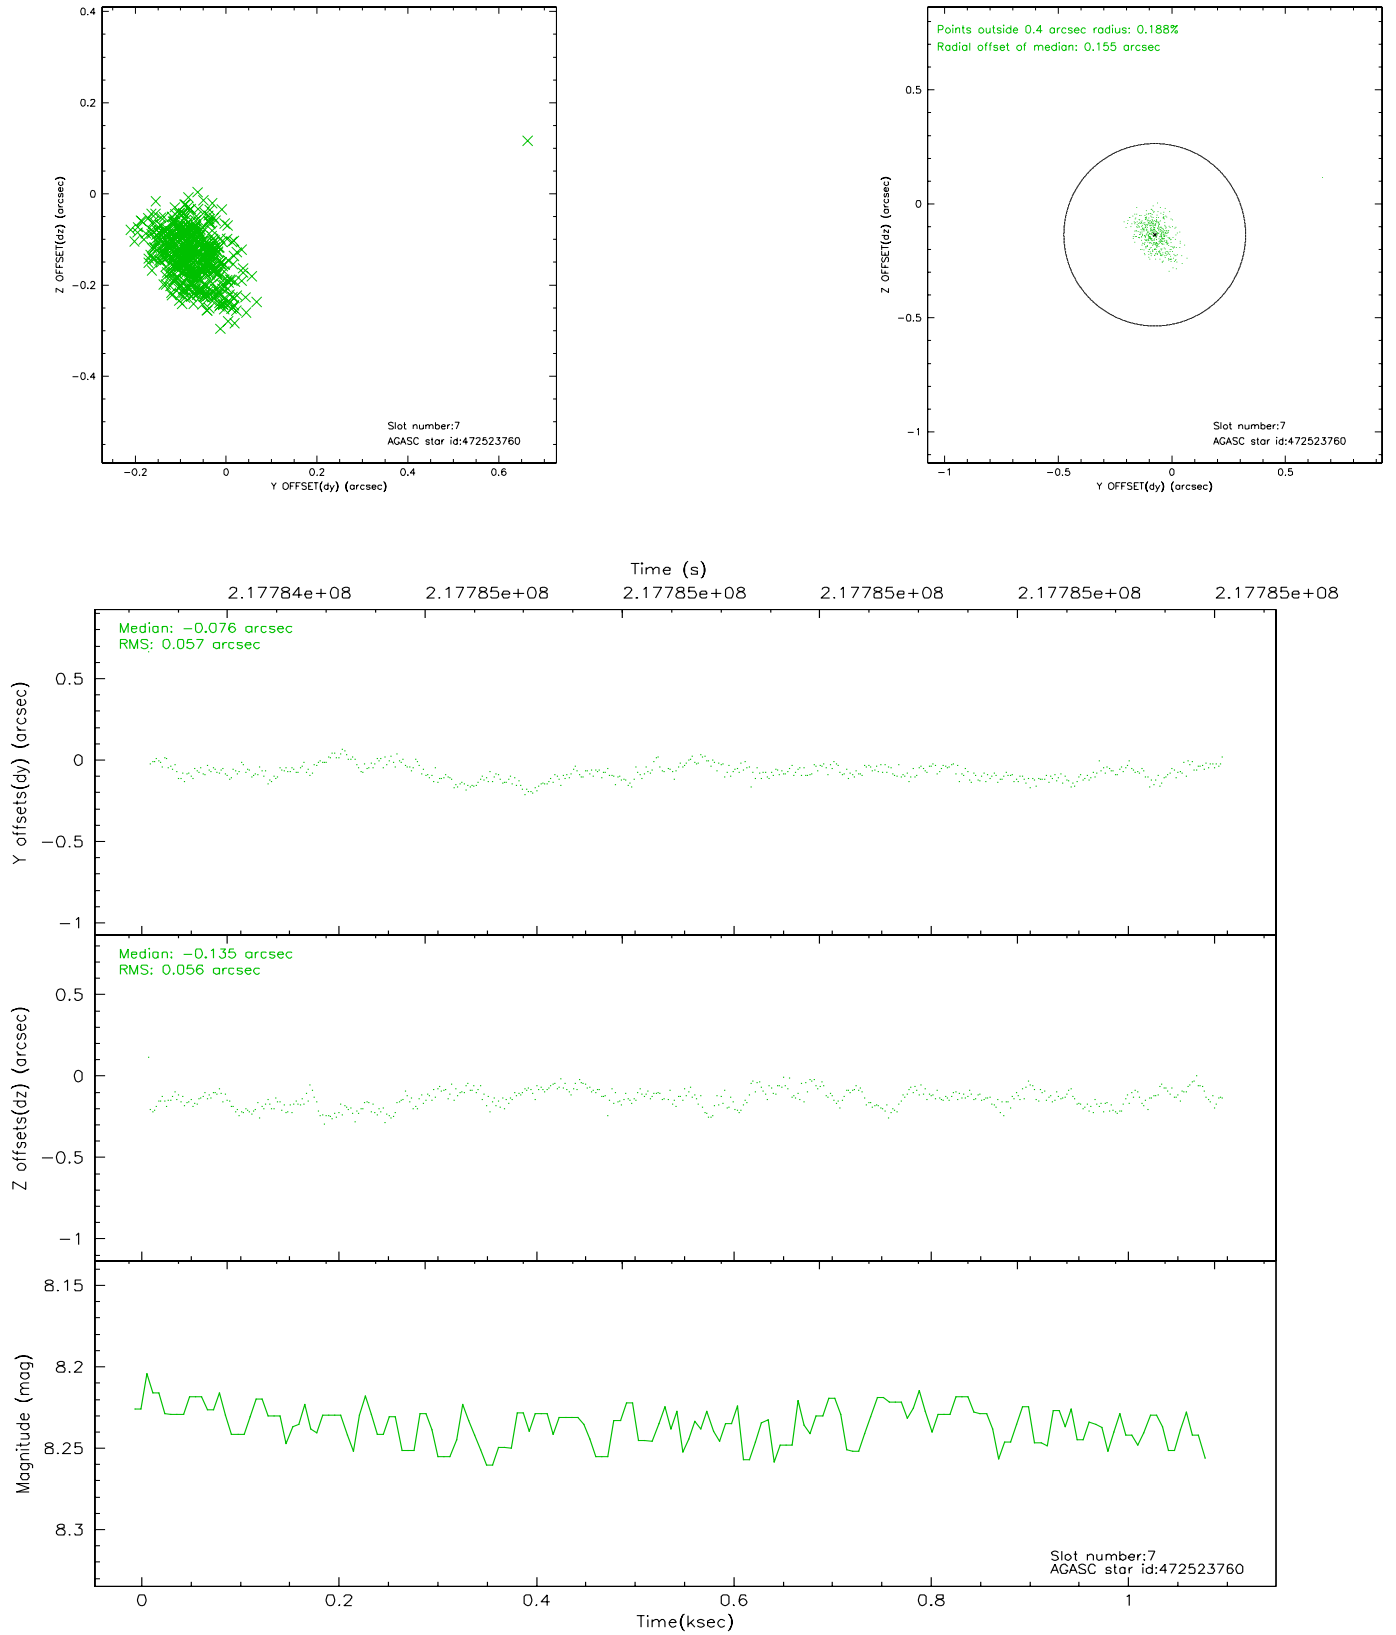 0.4
0.2
0
−0.2
−0.4
Z OFFSET(dz) (arcsec)
Slot number:7
AGASC star id:472523760
−0.2 0 0.2 0.4 0.6
Y OFFSET(dy) (arcsec)
Points outside 0.4 arcsec radius: 0.188%
Radial offset of median: 0.155 arcsec
0.5
0
−0.5
−1
Z OFFSET(dz) (arcsec)
Slot number:7
AGASC star id:472523760
−1 −0.5 0 0.5
Y OFFSET(dy) (arcsec)
Time (s)
2.17784e+08 2.17785e+08 2.17785e+08 2.17785e+08 2.17785e+08 2.17785e+08
Median: −0.076 arcsec
RMS: 0.057 arcsec
0.5
0
−0.5
−1
Y offsets(dy) (arcsec)
Median: −0.135 arcsec
RMS: 0.056 arcsec
0.5
0
−0.5
−1
Z offsets(dz) (arcsec)
8.15
8.2
8.25
8.3
Magnitude (mag)
Slot number:7
AGASC star id:472523760
0 0.2 0.4 0.6 0.8 1
Time(ksec)